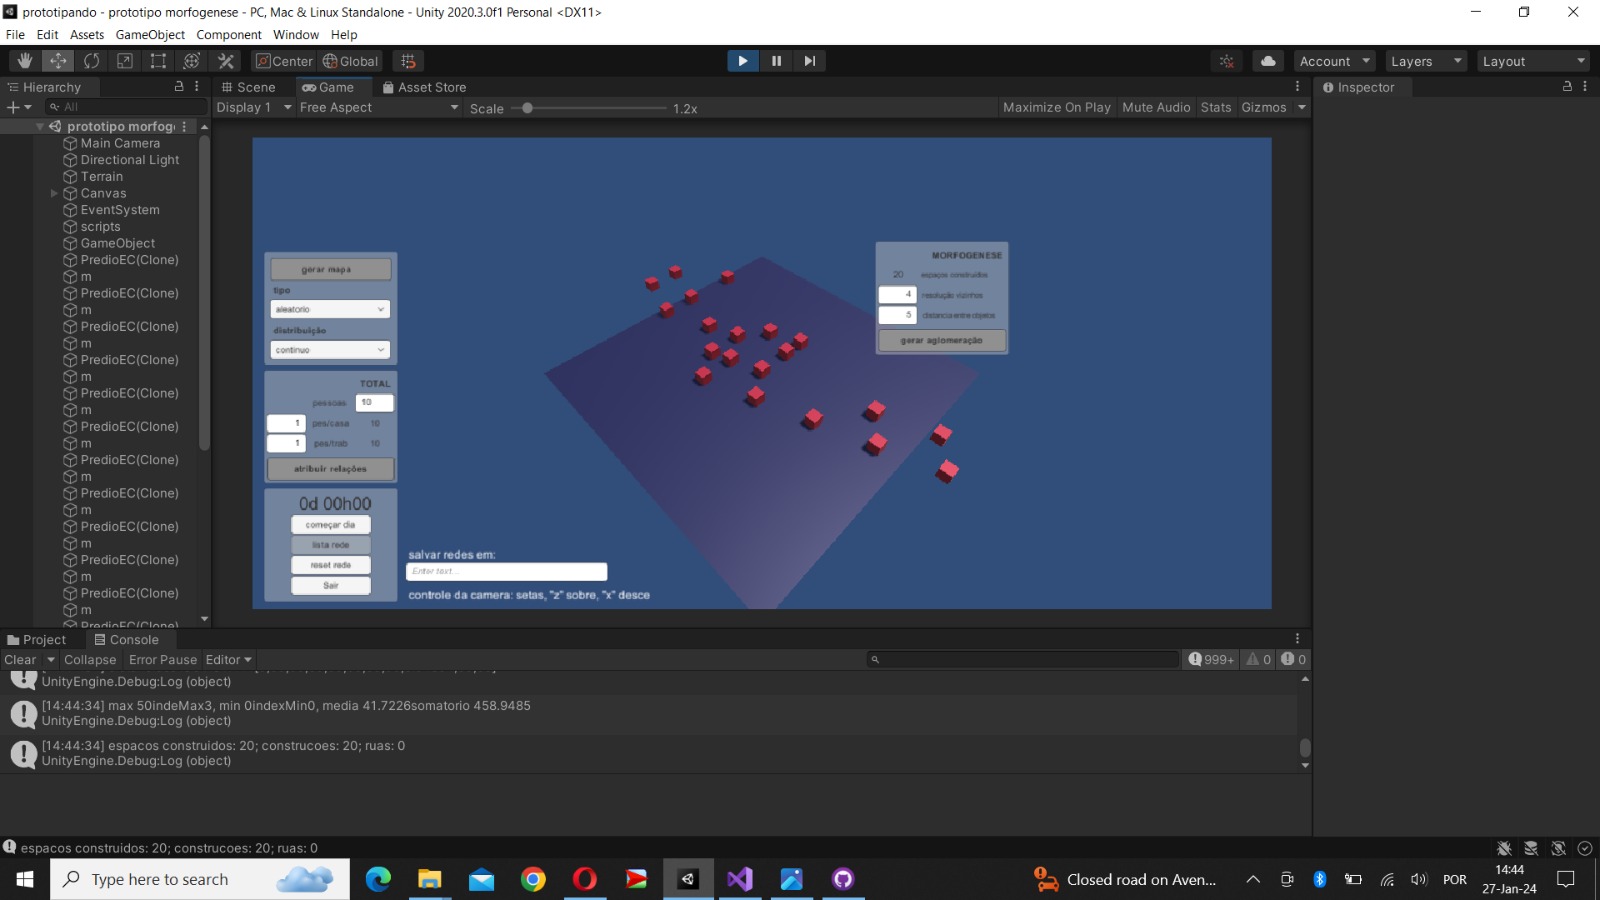 prototipando - prototipo morfogenese - PC, Mac & Linux Standalone - Unity 2020.3.0f1 Personal <DX11>
File Edit Assets GameObject Component Window Help
Center Global
Account Layers Layout
Hierarchy
Scene Game Asset Store
Inspector
All
Display 1 Free Aspect Scale 1.2x Maximize On Play Mute Audio Stats Gizmos
prototipo morfog
Main Camera
Directional Light
Terrain
Canvas
EventSystem
scripts
GameObject
PredioEC(Clone)
m
PredioEC(Clone)
m
PredioEC(Clone)
m
PredioEC(Clone)
m
PredioEC(Clone)
m
PredioEC(Clone)
m
PredioEC(Clone)
m
PredioEC(Clone)
m
PredioEC(Clone)
m
PredioEC(Clone)
m
PredioEC(Clone)
m
PredioEC(Clone)
gerar mapa
tipo
aleatorio
distribuição
continuo
TOTAL
pessoas 10
1 pes/casa 10
1 pes/trab 10
atribuir relações
0d 00h00
começar dia
lista rede
reset rede
Sair
salvar redes em:
Enter text...
controle da camera: setas, "z" sobre, "x" desce
MORFOGENESE
20 espaços construidos
4 resolução vizinhos
5 distancia entre objetos
gerar aglomeração
Project Console
Clear Collapse Error Pause Editor 999+ 0 0
UnityEngine.Debug:Log (object)
[14:44:34] max 50indeMax3, min 0indexMin0, media 41.7226somatorio 458.9485
UnityEngine.Debug:Log (object)
[14:44:34] espacos construidos: 20; construcoes: 20; ruas: 0
UnityEngine.Debug:Log (object)
espacos construidos: 20; construcoes: 20; ruas: 0
Type here to search
Closed road on Aven...
POR
14:44
27-Jan-24